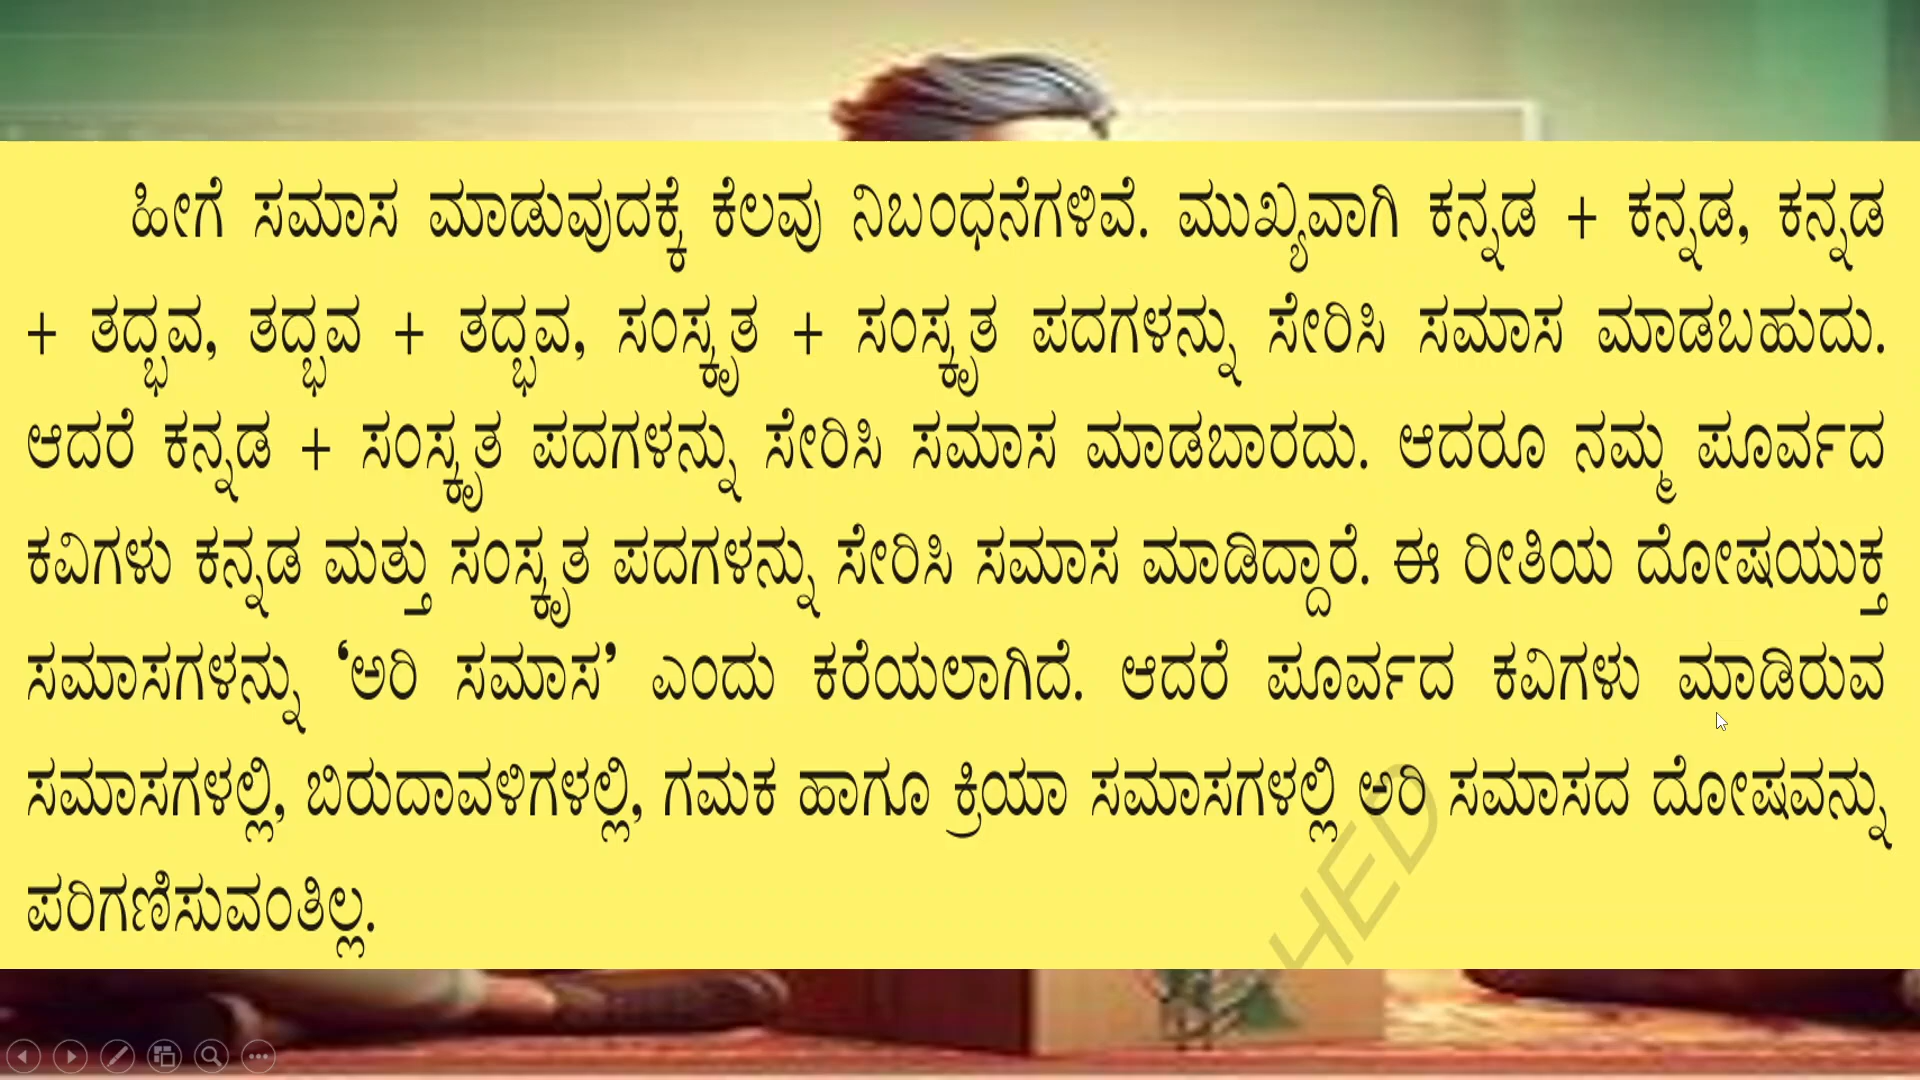 ಹೀಗೆ ಸಮಾಸ ಮಾಡುವುದಕ್ಕೆ ಕೆಲವು ನಿಬಂಧನೆಗಳಿವೆ. ಮುಖ್ಯವಾಗಿ ಕನ್ನಡ + ಕನ್ನಡ, ಕನ್ನಡ
+ ತದ್ಭವ, ತದ್ಭವ + ತದ್ಭವ, ಸಂಸ್ಕೃತ + ಸಂಸ್ಕೃತ ಪದಗಳನ್ನು ಸೇರಿಸಿ ಸಮಾಸ ಮಾಡಬಹುದು.
ಆದರೆ ಕನ್ನಡ + ಸಂಸ್ಕೃತ ಪದಗಳನ್ನು ಸೇರಿಸಿ ಸಮಾಸ ಮಾಡಬಾರದು. ಆದರೂ ನಮ್ಮ ಪೂರ್ವದ
ಕವಿಗಳು ಕನ್ನಡ ಮತ್ತು ಸಂಸ್ಕೃತ ಪದಗಳನ್ನು ಸೇರಿಸಿ ಸಮಾಸ ಮಾಡಿದ್ದಾರೆ. ಈ ರೀತಿಯ ದೋಷಯುಕ್ತ
ಸಮಾಸಗಳನ್ನು ‘ಅರಿ ಸಮಾಸ’ ಎಂದು ಕರೆಯಲಾಗಿದೆ. ಆದರೆ ಪೂರ್ವದ ಕವಿಗಳು ಮಾಡಿರುವ
ಸಮಾಸಗಳಲ್ಲಿ, ಬಿರುದಾವಳಿಗಳಲ್ಲಿ, ಗಮಕ ಹಾಗೂ ಕ್ರಿಯಾ ಸಮಾಸಗಳಲ್ಲಿ ಅರಿ ಸಮಾಸದ ದೋಷವನ್ನು
ಪರಿಗಣಿಸುವಂತಿಲ್ಲ.
HED